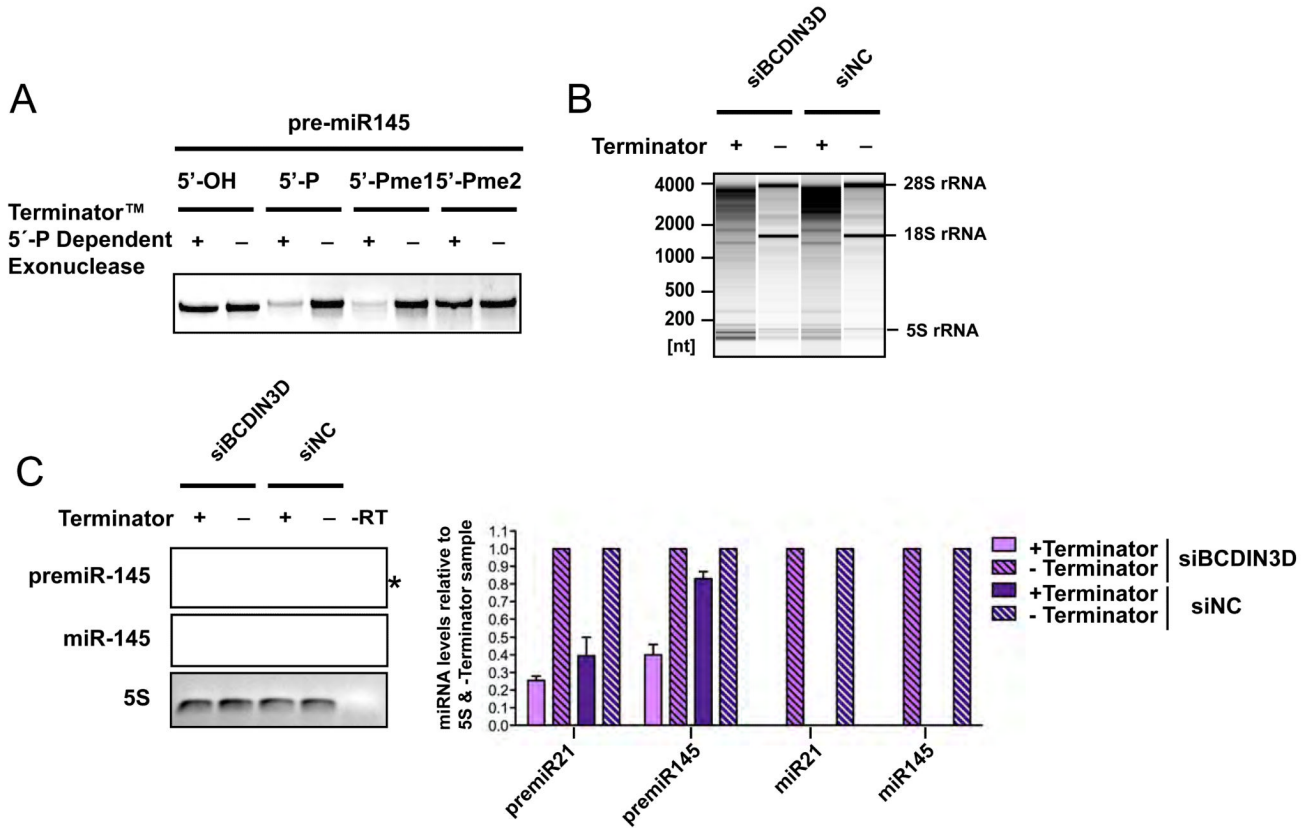 A
pre-miR145
5'-OH 5'-P 5'-Pme1 5'-Pme2
Terminator™
5´-P Dependent
Exonuclease
+ – + – + – + –
B
siBCDIN3D siNC
Terminator + – + –
4000
2000
1000
500
200
[nt]
28S rRNA
18S rRNA
5S rRNA
C
siBCDIN3D siNC
Terminator + – + – -RT
premiR-145 *
miR-145
5S
miRNA levels relative to
5S & -Terminator sample
1.1
1.0
0.9
0.8
0.7
0.6
0.5
0.4
0.3
0.2
0.1
0.0
premiR21
premiR145
miR21
miR145
+Terminator
- Terminator
siBCDIN3D
+Terminator
- Terminator
siNC